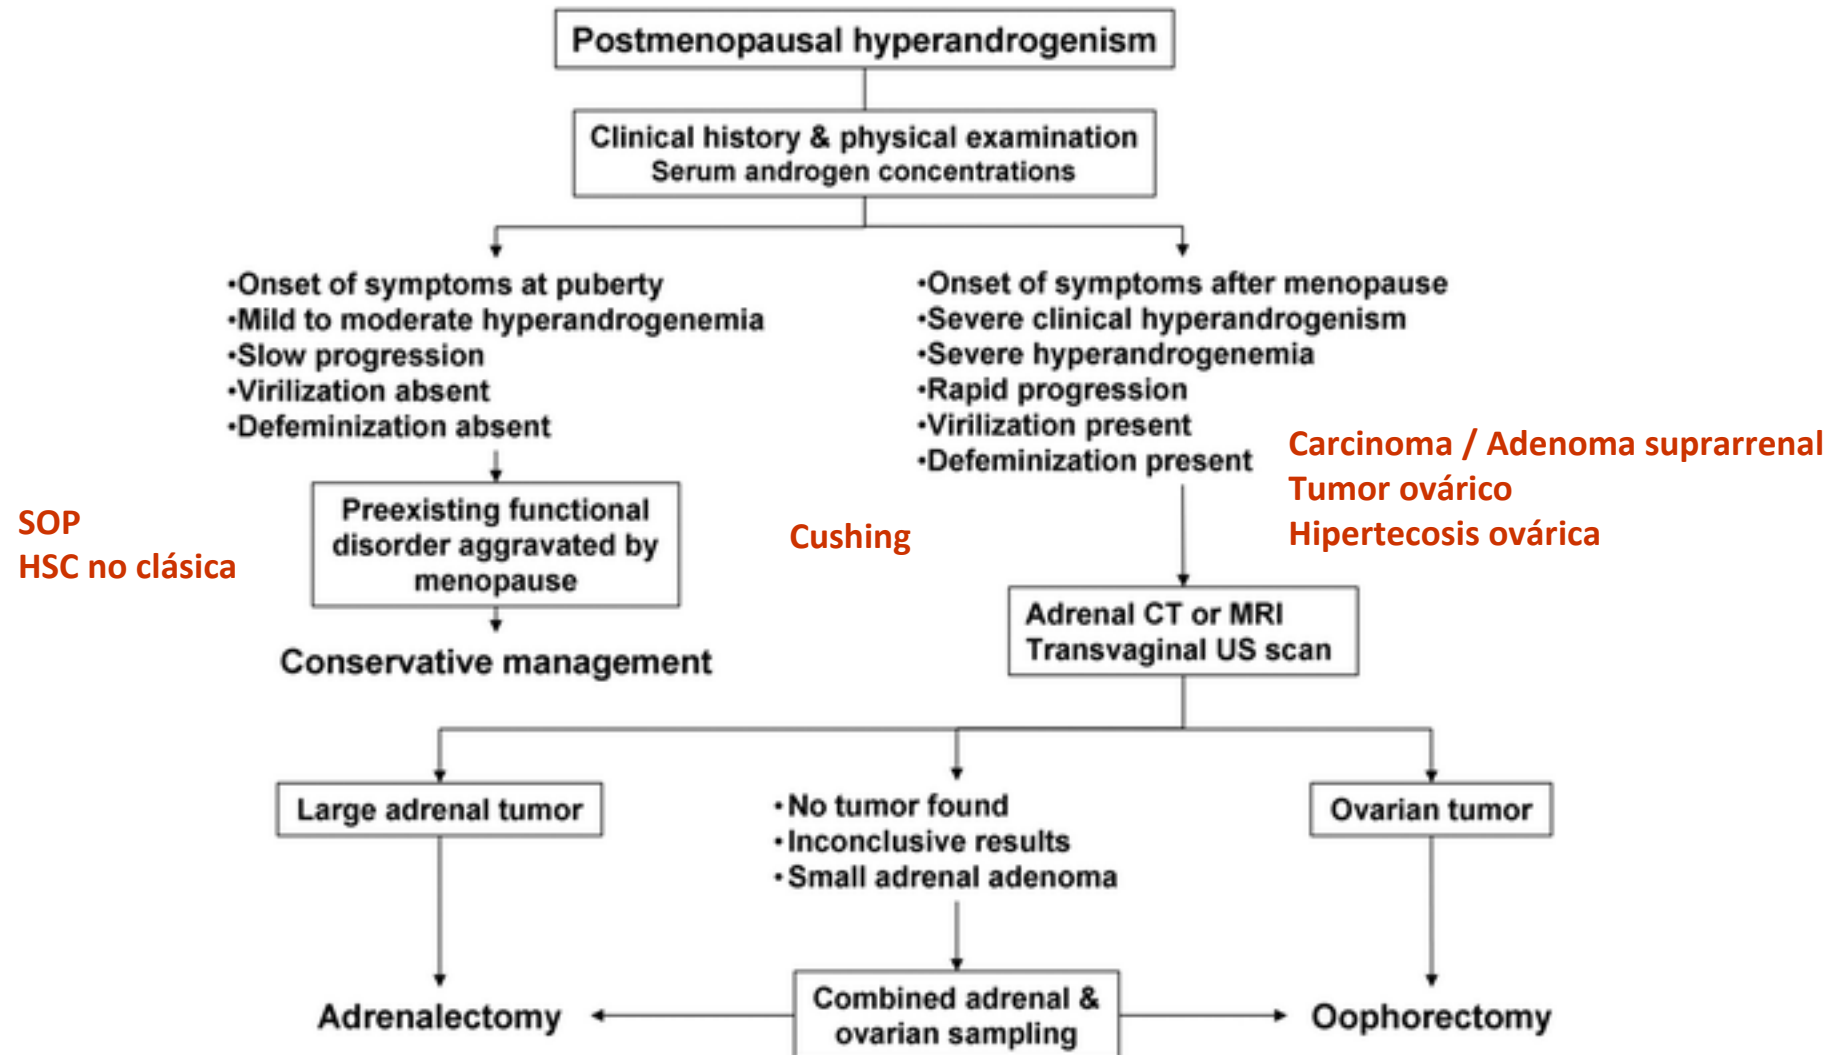 Postmenopausal hyperandrogenism
Clinical history & physical examination
Serum androgen concentrations
•Onset of symptoms at puberty
•Mild to moderate hyperandrogenemia
•Slow progression
•Virilization absent
•Defeminization absent
•Onset of symptoms after menopause
•Severe clinical hyperandrogenism
•Severe hyperandrogenemia
•Rapid progression
•Virilization present
•Defeminization present
Carcinoma / Adenoma suprarrenal
Tumor ovárico
Hipertecosis ovárica
SOP
HSC no clásica
Preexisting functional
disorder aggravated by
menopause
Cushing
Conservative management
Adrenal CT or MRI
Transvaginal US scan
Large adrenal tumor
•No tumor found
•Inconclusive results
•Small adrenal adenoma
Ovarian tumor
Adrenalectomy
Combined adrenal &
ovarian sampling
Oophorectomy